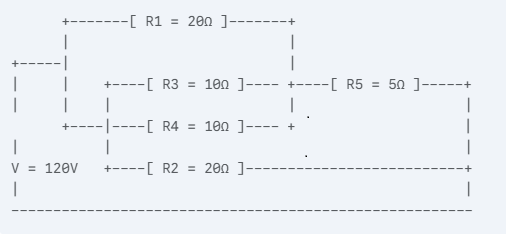 +-------[ R1 = 20Ω ]-------+
+-----|
+----[ R3 = 10Ω ]---- +----[ R5 = 5Ω ]-----+
+----|----[ R4 = 10Ω ]---- +
V = 120V +----[ R2 = 20Ω ]--------------------------+